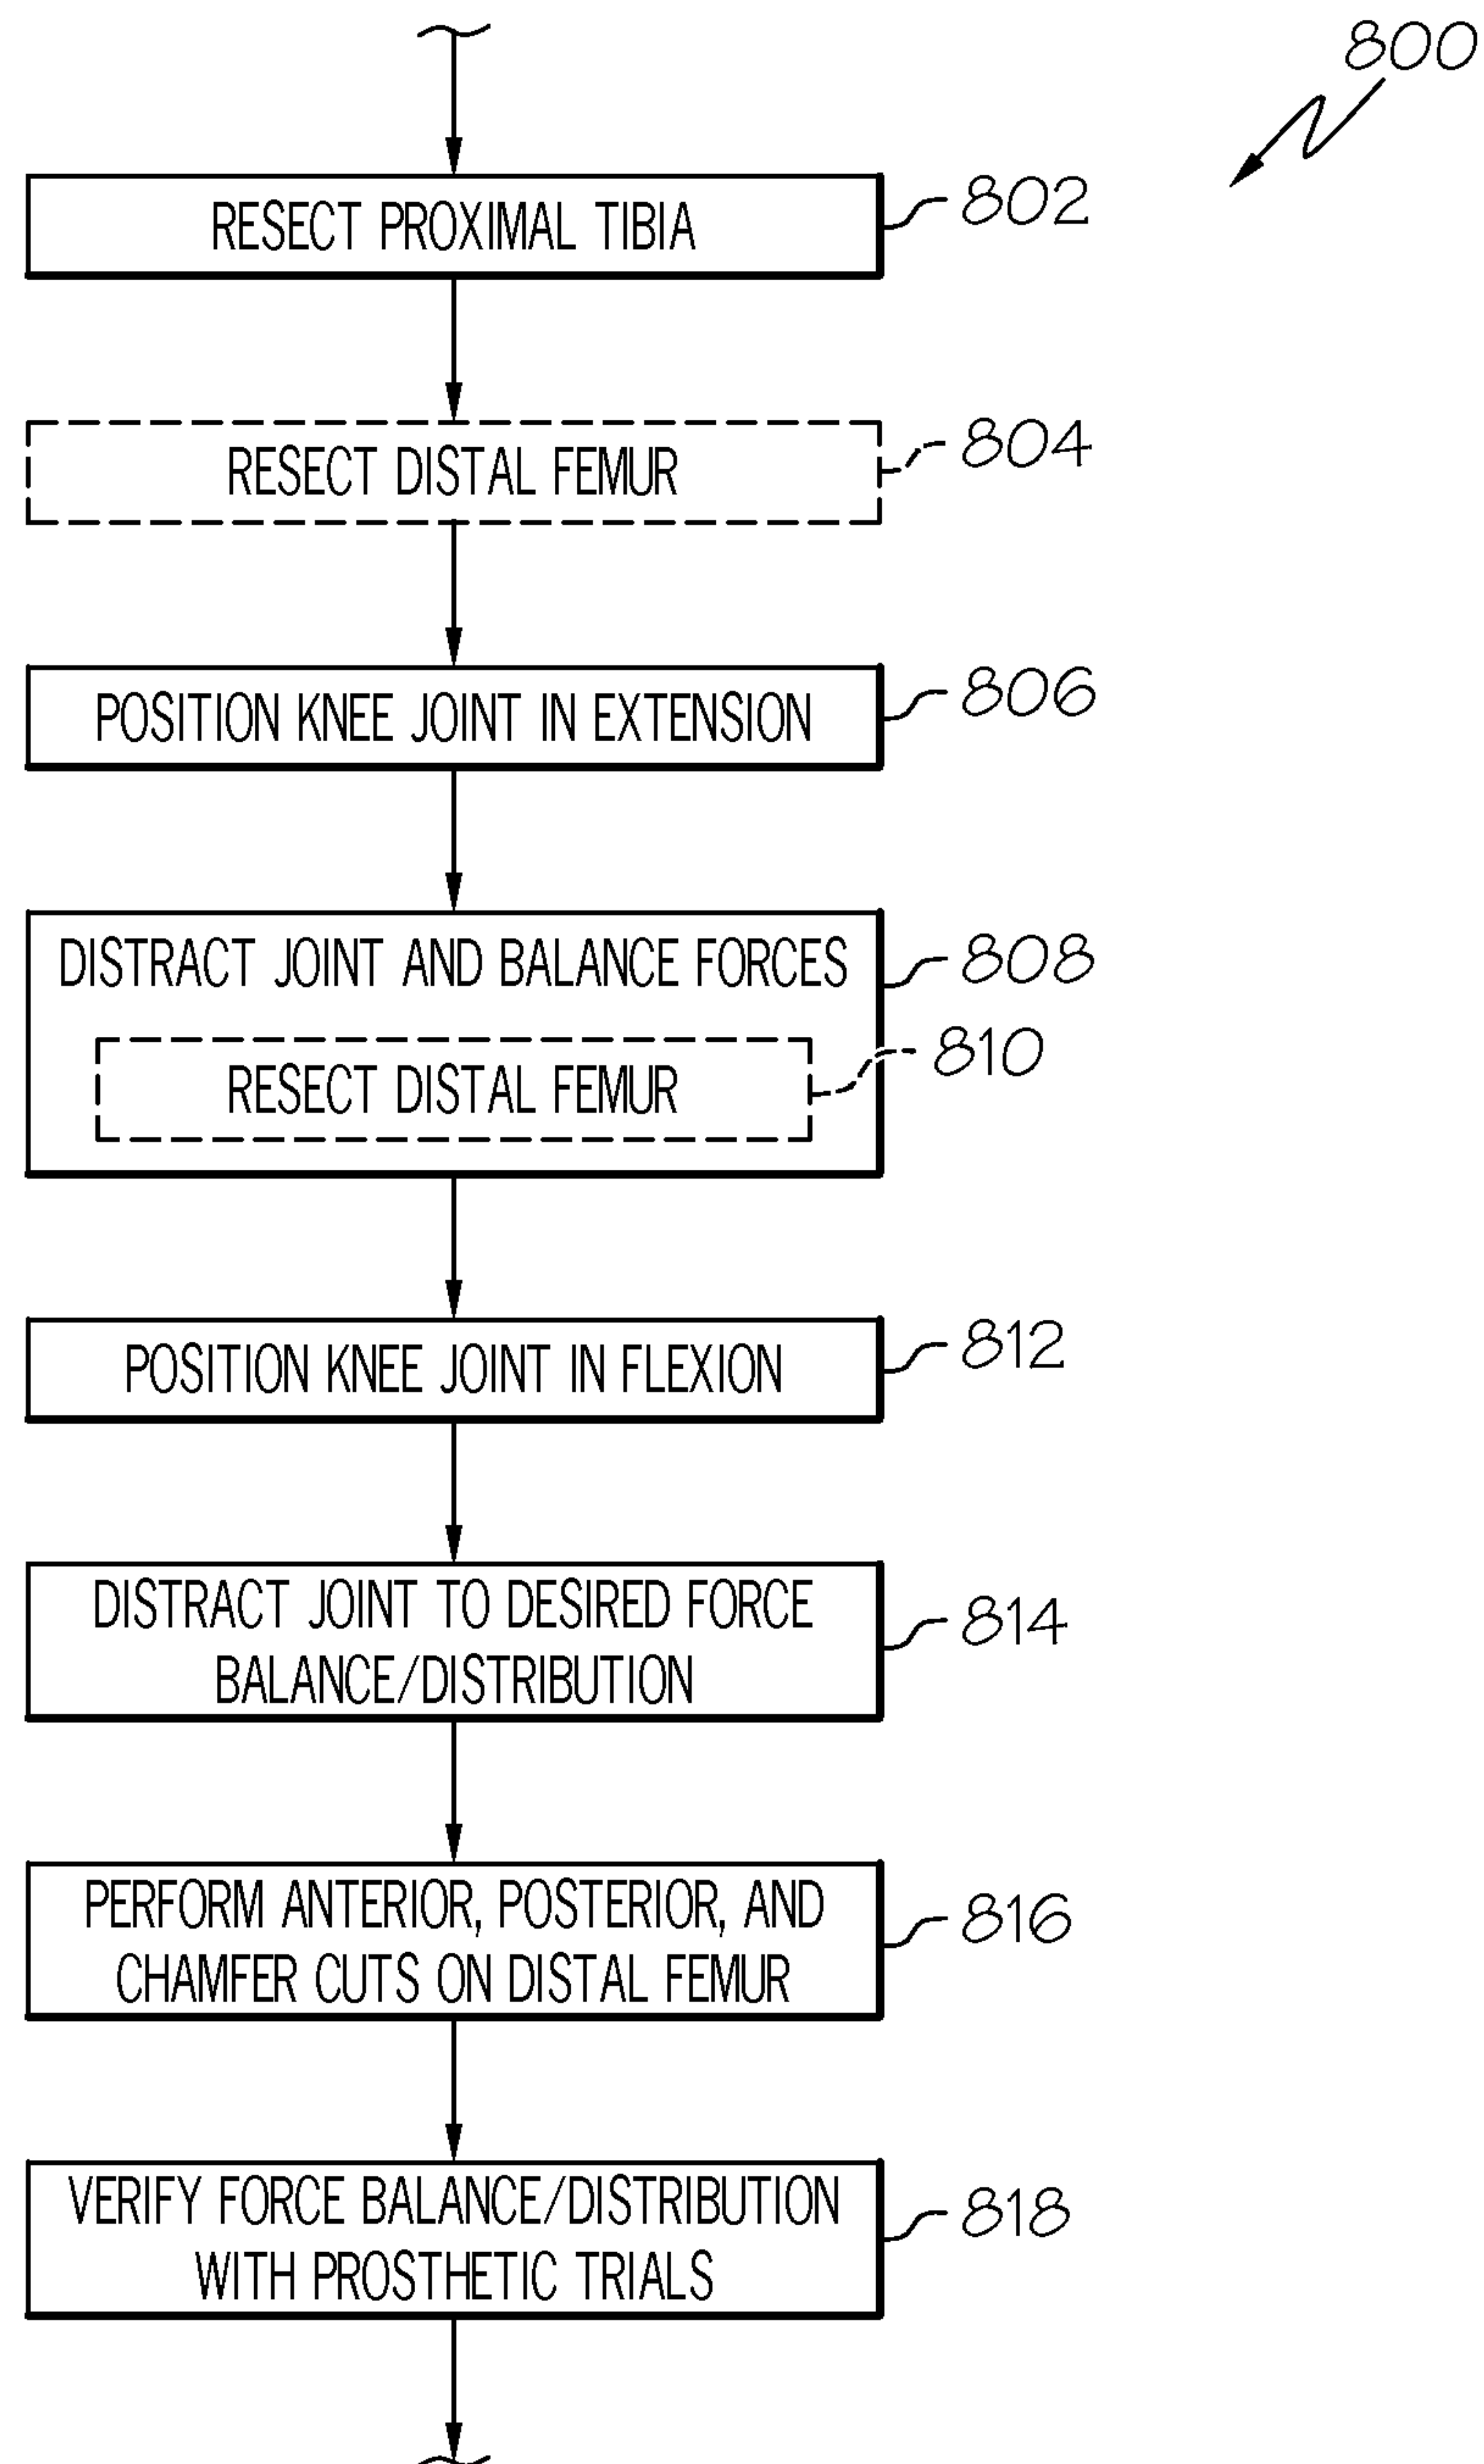 800
RESECT PROXIMAL TIBIA
802
RESECT DISTAL FEMUR
804
POSITION KNEE JOINT IN EXTENSION
806
DISTRACT JOINT AND BALANCE FORCES
808
RESECT DISTAL FEMUR
810
POSITION KNEE JOINT IN FLEXION
812
DISTRACT JOINT TO DESIRED FORCE
BALANCE/DISTRIBUTION
814
PERFORM ANTERIOR, POSTERIOR, AND
CHAMFER CUTS ON DISTAL FEMUR
816
VERIFY FORCE BALANCE/DISTRIBUTION
WITH PROSTHETIC TRIALS
818